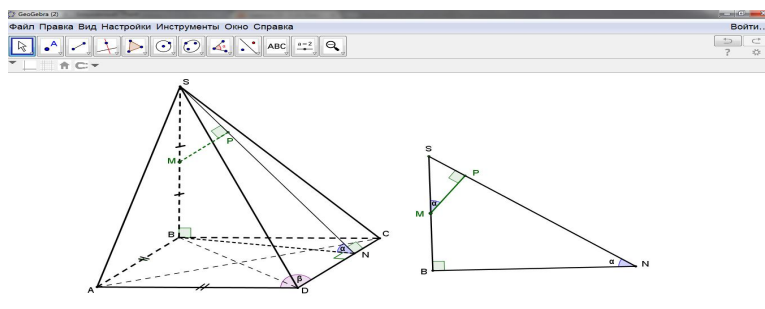 GeoGebra (2)
Файл Правка Вид Настройки Инструменты Окно Справка
Войти..
A
ABC
a=2
?
S
P
M
B
C
α
N
β
A
D
S
P
α
M
B
α
N